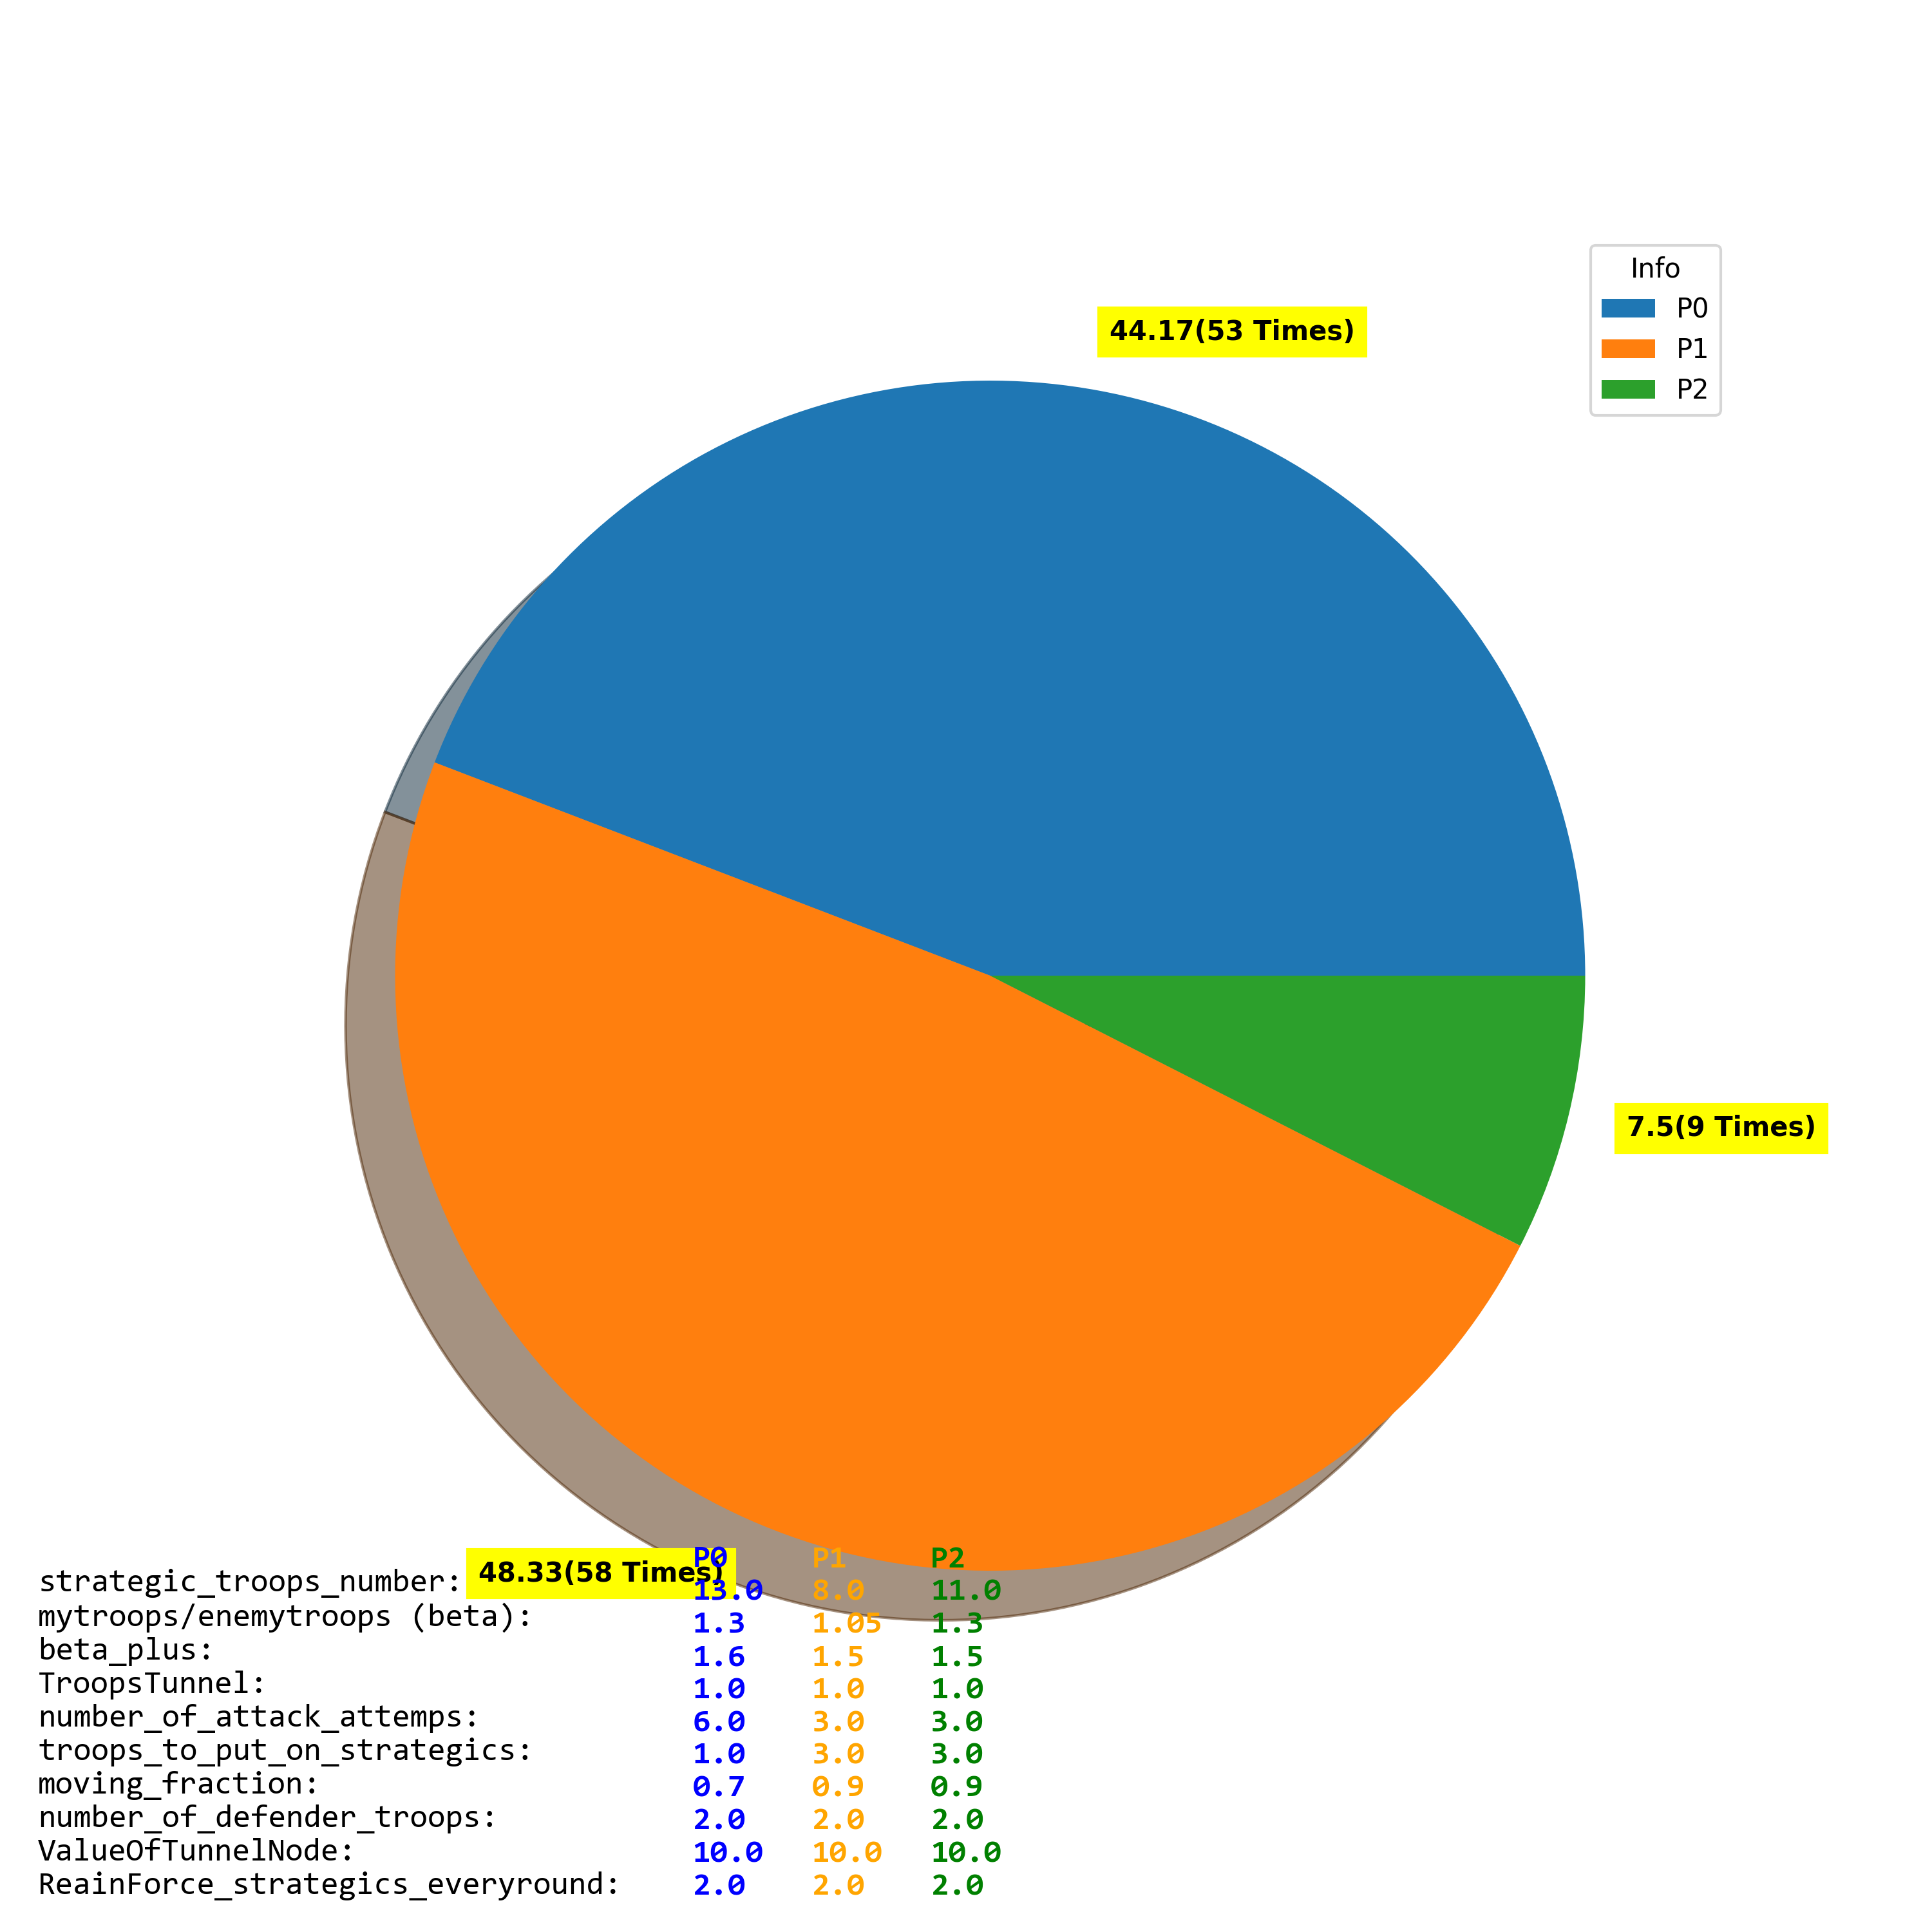 Info
P0
P1
P2
44.17(53 Times)
7.5(9 Times)
48.33(58 Times)
P0 P1 P2
strategic_troops_number: 13.0 8.0 11.0
mytroops/enemytroops (beta): 1.3 1.05 1.3
beta_plus: 1.6 1.5 1.5
TroopsTunnel: 1.0 1.0 1.0
number_of_attack_attemps: 6.0 3.0 3.0
troops_to_put_on_strategics: 1.0 3.0 3.0
moving_fraction: 0.7 0.9 0.9
number_of_defender_troops: 2.0 2.0 2.0
ValueOfTunnelNode: 10.0 10.0 10.0
ReainForce_strategics_everyround: 2.0 2.0 2.0